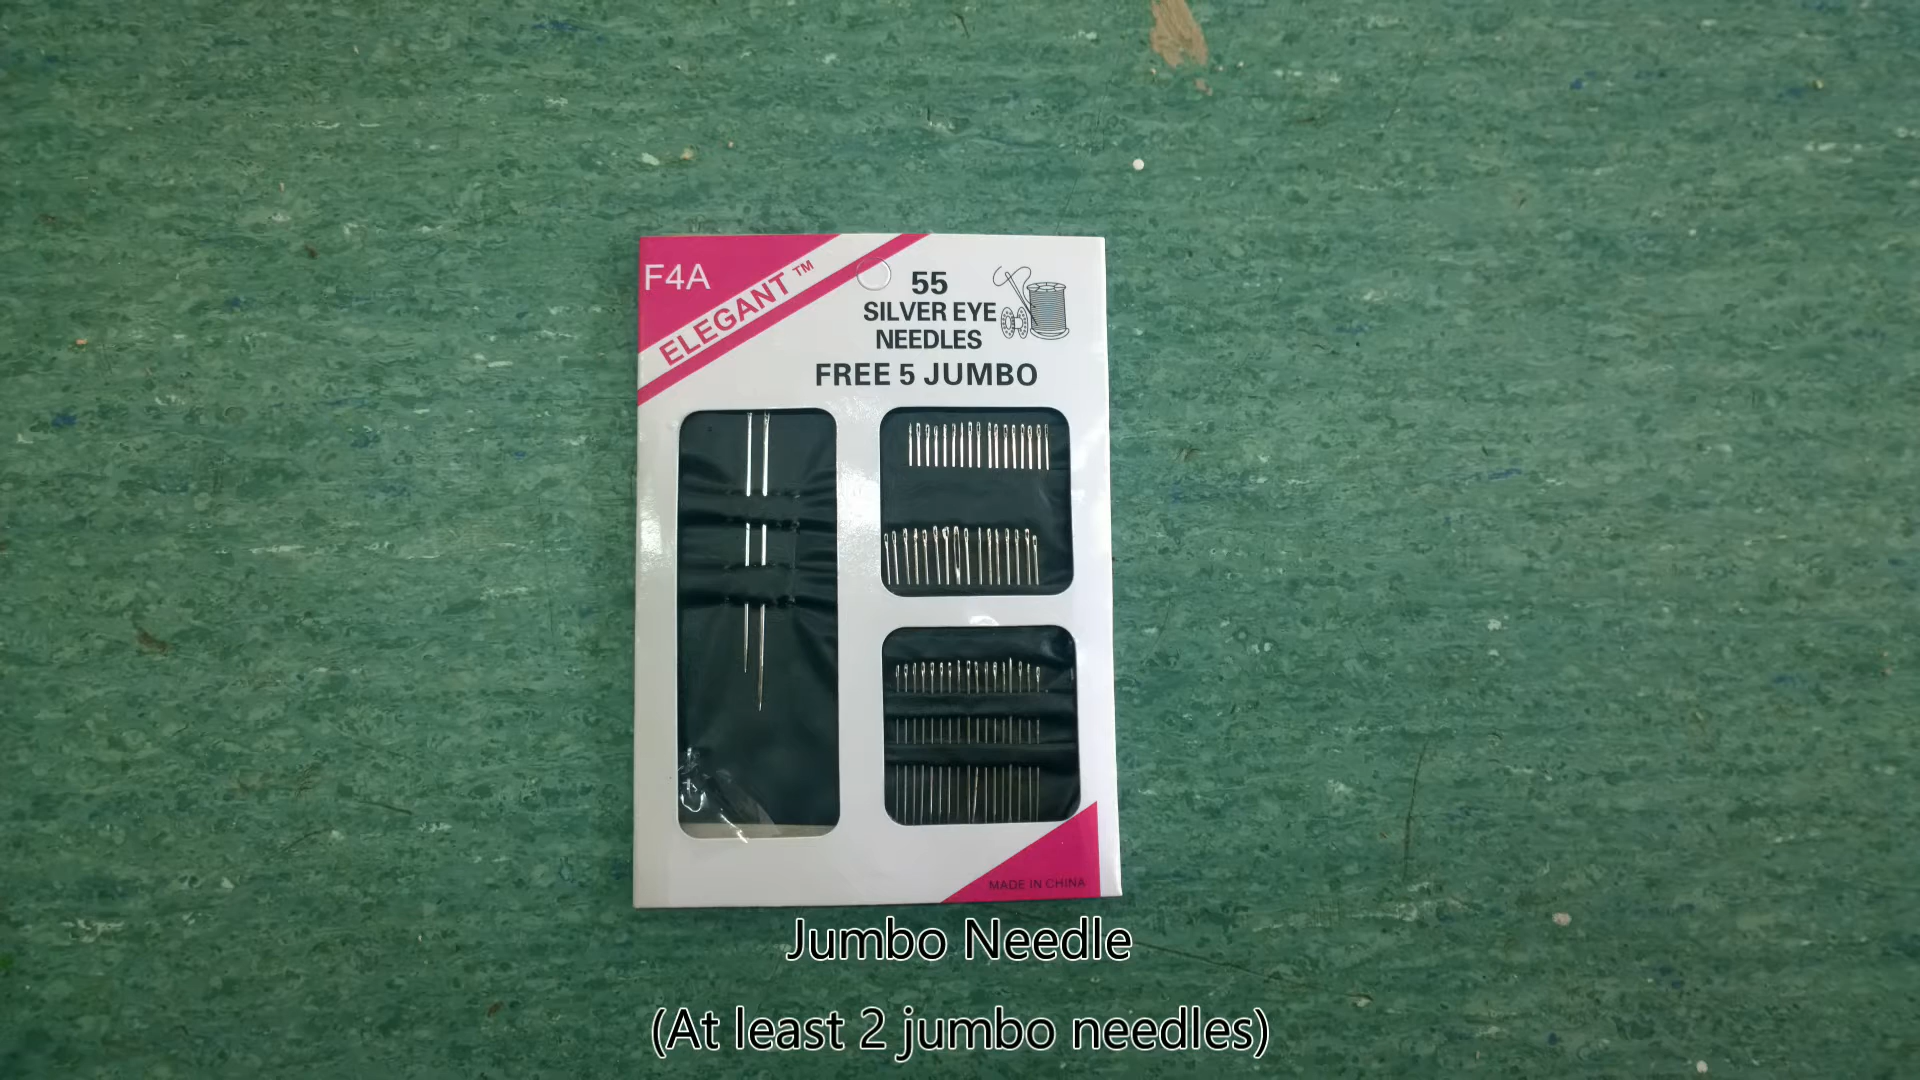 F4A
ELEGANT™
55
SILVER EYE
NEEDLES
FREE 5 JUMBO
MADE IN CHINA
Jumbo Needle
(At least 2 jumbo needles)